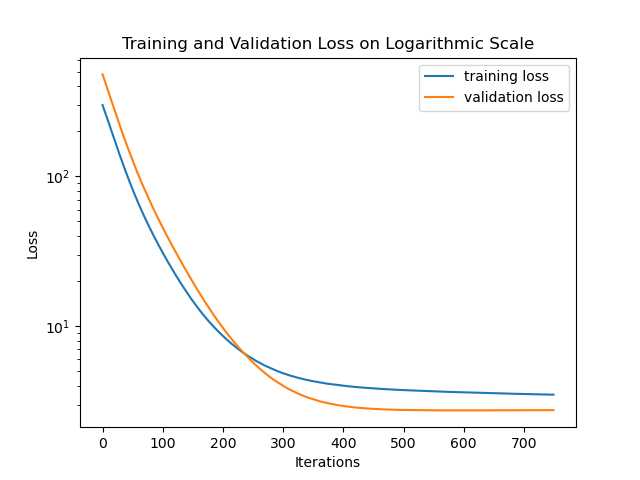 Training and Validation Loss on Logarithmic Scale
training loss
validation loss
10²
10¹
Loss
0 100 200 300 400 500 600 700
Iterations